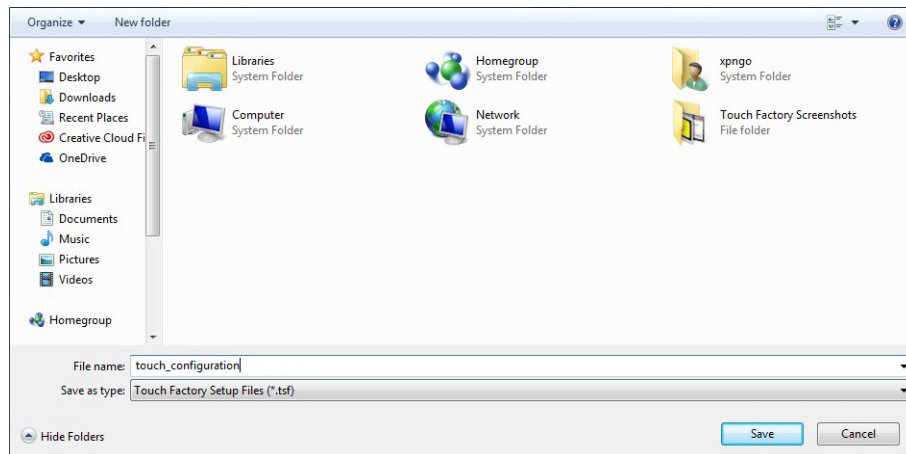 Organize New folder
Favorites
Desktop
Downloads
Recent Places
Creative Cloud Fi
OneDrive
Libraries
Documents
Music
Pictures
Videos
Homegroup
Libraries
System Folder
Homegroup
System Folder
xpngo
System Folder
Computer
System Folder
Network
System Folder
Touch Factory Screenshots
File folder
File name: touch_configuration
Save as type: Touch Factory Setup Files (*.tsf)
Hide Folders Save Cancel